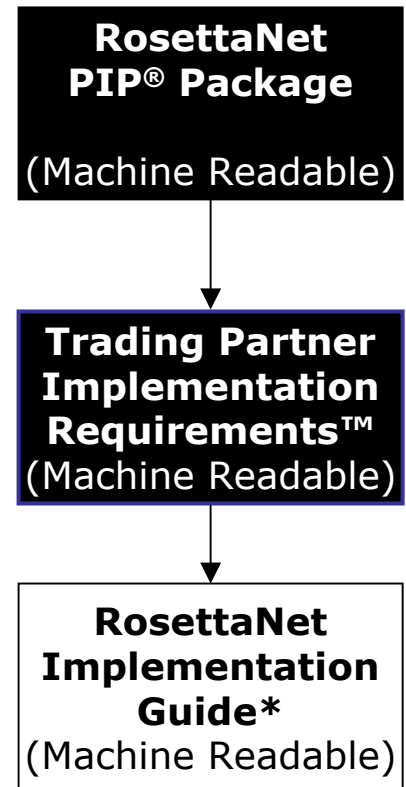 RosettaNet
PIP® Package
(Machine Readable)
Trading Partner
Implementation
Requirements™
(Machine Readable)
RosettaNet
Implementation
Guide*
(Machine Readable)